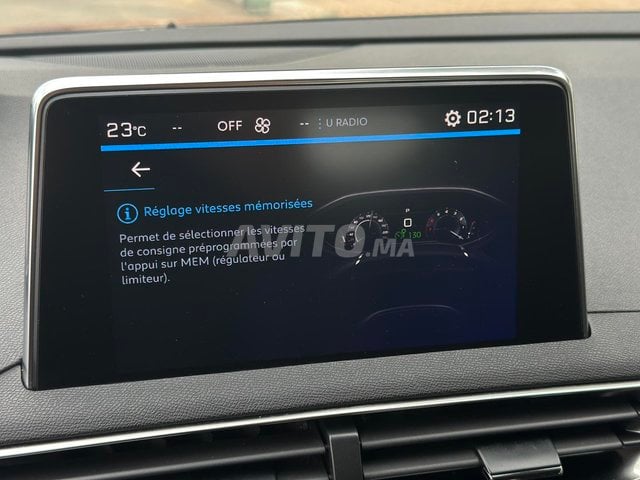 23°C -- OFF -- U RADIO 02:13
Réglage vitesses mémorisées
Permet de sélectionner les vitesses
de consigne préprogrammées par
l'appui sur MEM (régulateur ou
limiteur).
P
130
AVITO.MA